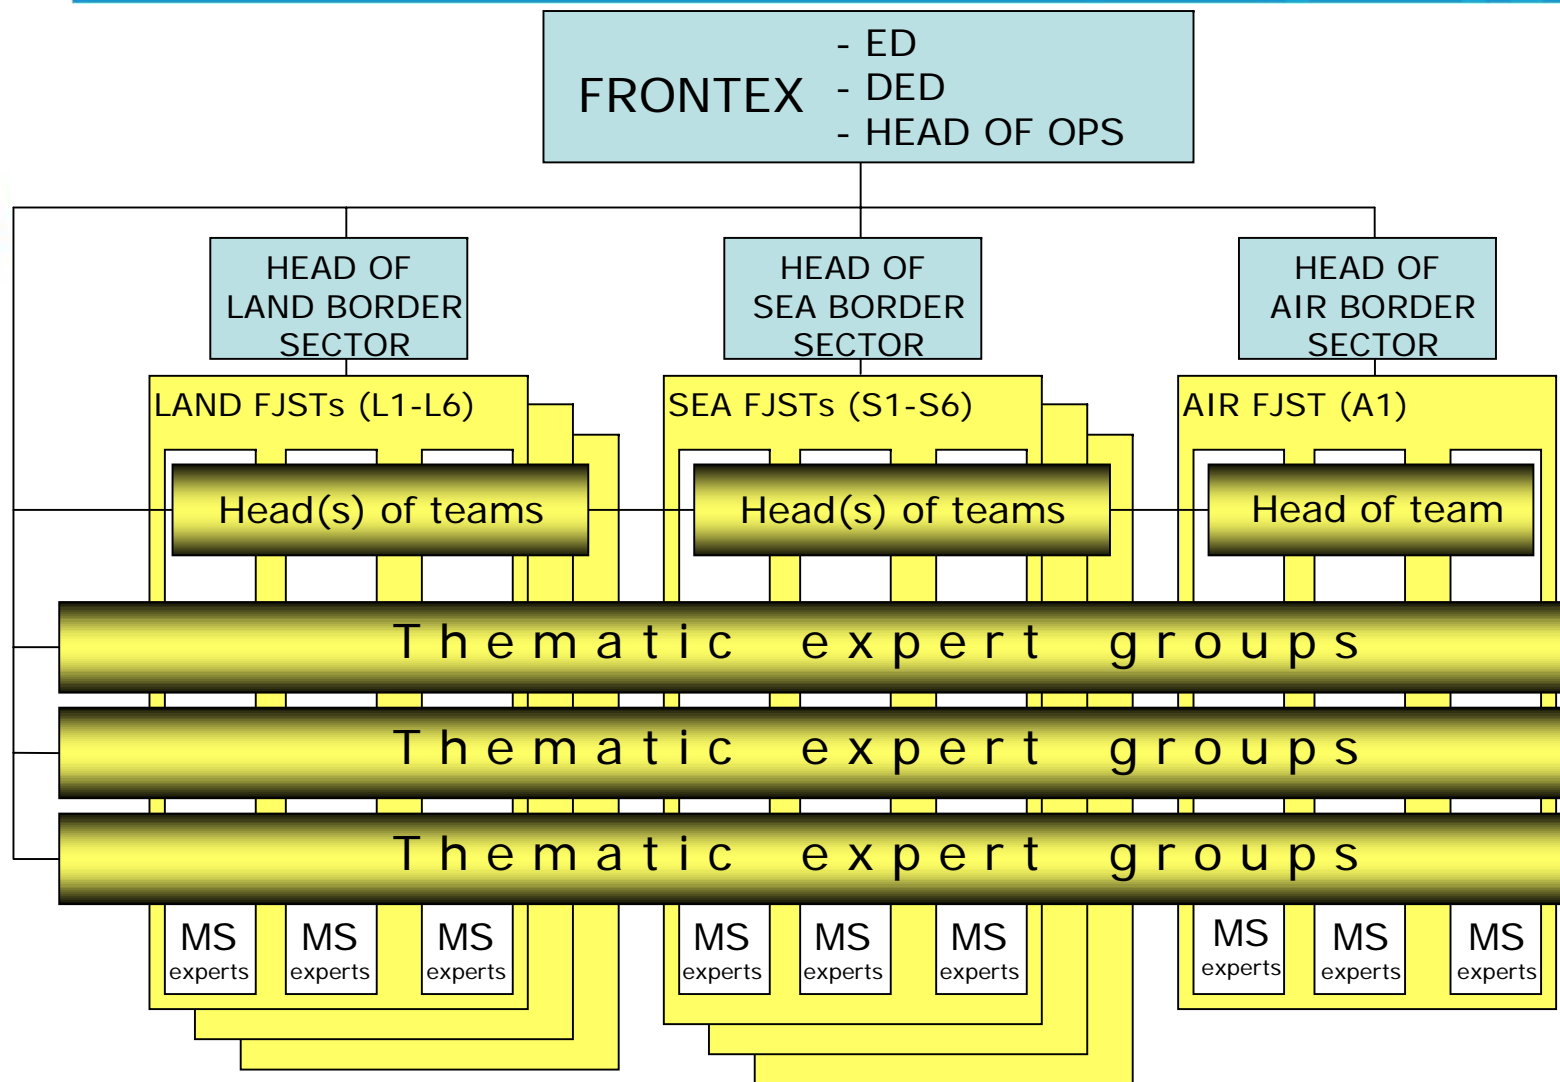 FRONTEX
- ED
- DED
- HEAD OF OPS
HEAD OF
LAND BORDER
SECTOR
HEAD OF
SEA BORDER
SECTOR
HEAD OF
AIR BORDER
SECTOR
LAND FJSTs (L1-L6)
SEA FJSTs (S1-S6)
AIR FJST (A1)
Head(s) of teams
Head(s) of teams
Head of team
Thematic expert groups
Thematic expert groups
Thematic expert groups
MS
experts
MS
experts
MS
experts
MS
experts
MS
experts
MS
experts
MS
experts
MS
experts
MS
experts